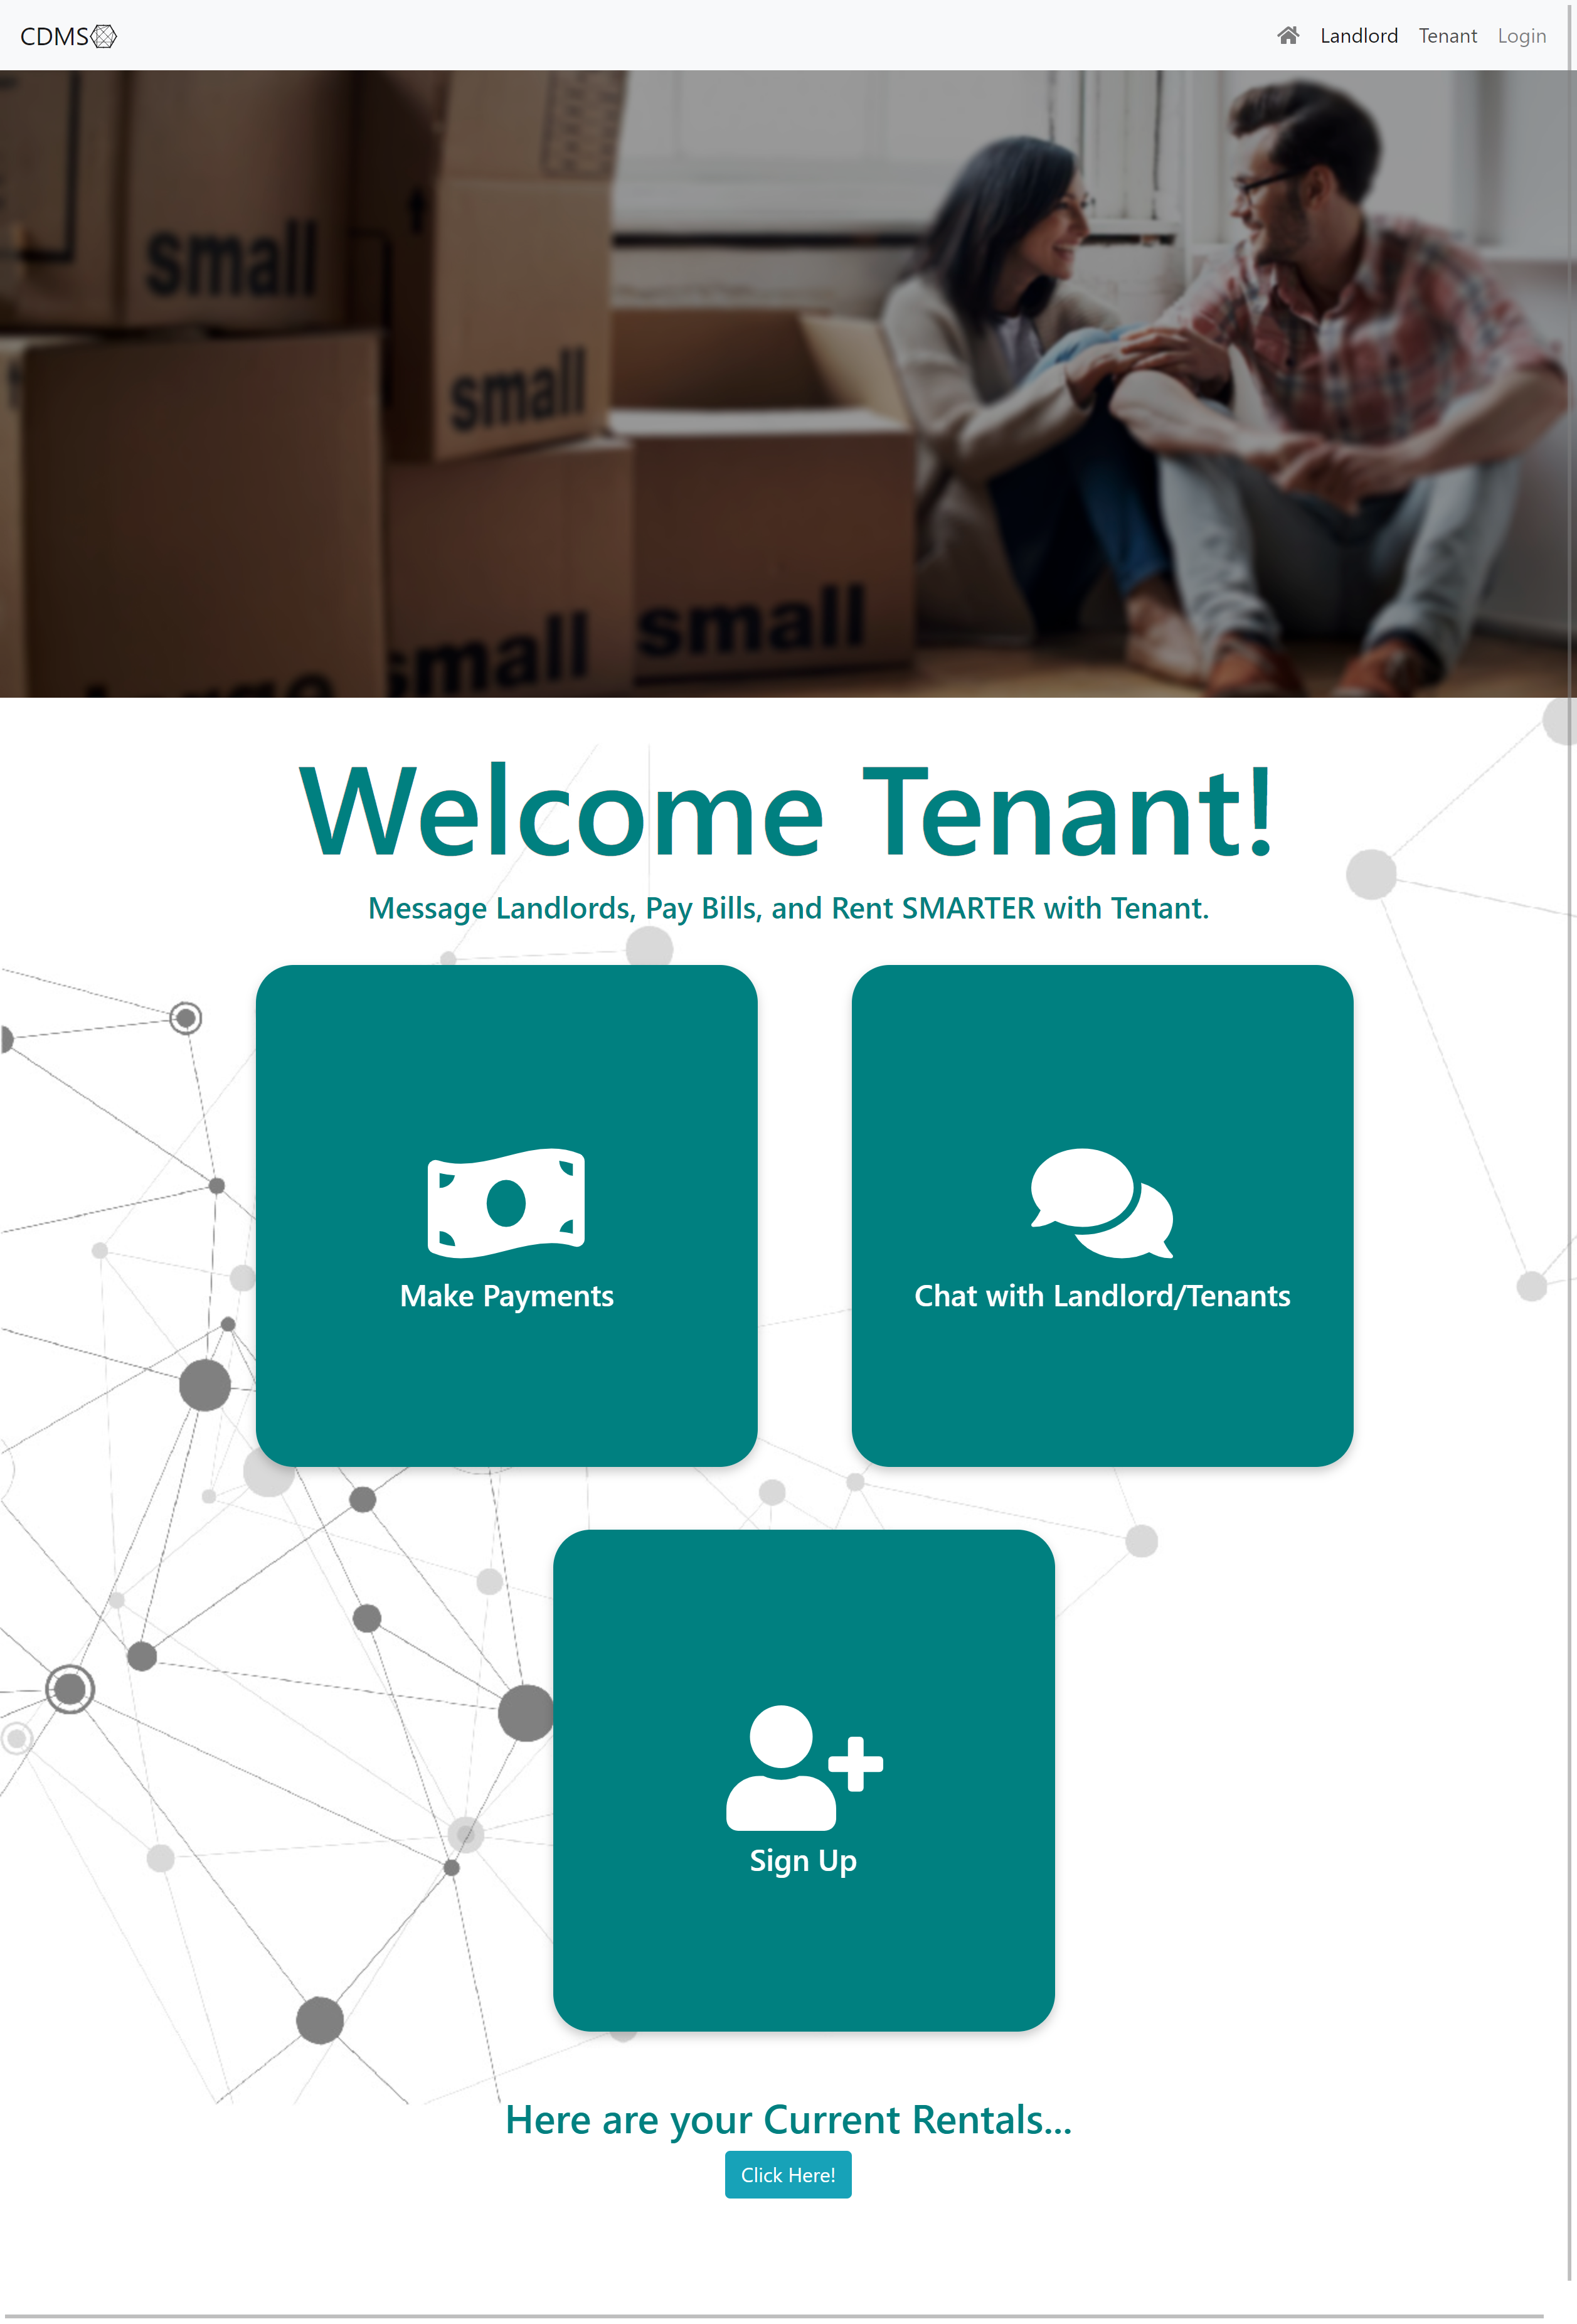 CDMS
Landlord Tenant Login
small
small
small
small
Welcome Tenant!
Message Landlords, Pay Bills, and Rent SMARTER with Tenant.
Make Payments
Chat with Landlord/Tenants
Sign Up
Here are your Current Rentals...
Click Here!